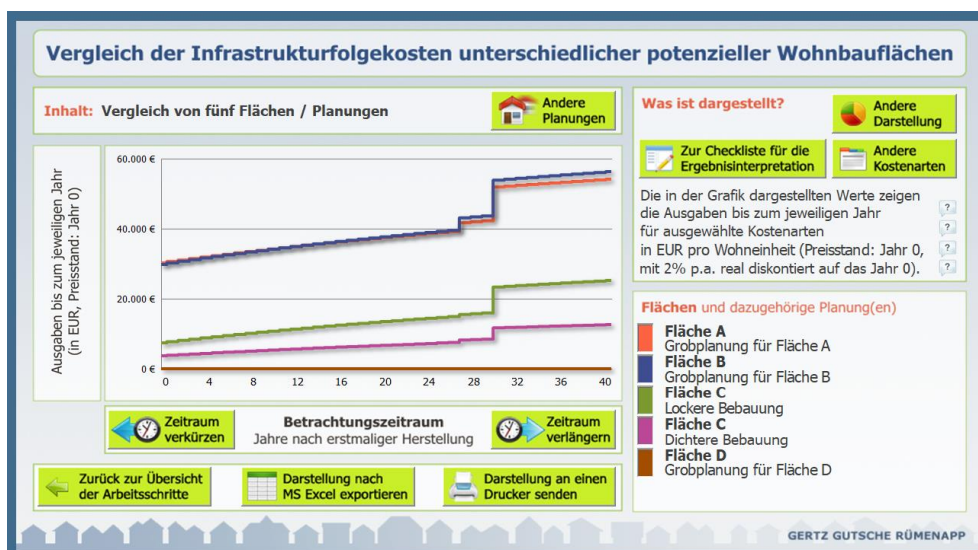 Vergleich der Infrastrukturfolgekosten unterschiedlicher potenzieller Wohnbauflächen
Inhalt: Vergleich von fünf Flächen / Planungen
Andere
Planungen
Was ist dargestellt?
Andere
Darstellung
Zur Checkliste für die
Ergebnisinterpretation
Andere
Kostenarten
Die in der Grafik dargestellten Werte zeigen
die Ausgaben bis zum jeweiligen Jahr
für ausgewählte Kostenarten
in EUR pro Wohneinheit (Preisstand: Jahr 0,
mit 2% p.a. real diskontiert auf das Jahr 0).
?
?
?
?
Ausgaben bis zum jeweiligen Jahr
(in EUR, Preisstand: Jahr 0)
60.000 €
40.000 €
20.000 €
0 €
0 4 8 12 16 20 24 28 32 36 40
Flächen und dazugehörige Planung(en)
Fläche A
Grobplanung für Fläche A
Fläche B
Grobplanung für Fläche B
Fläche C
Lockere Bebauung
Fläche C
Dichtere Bebauung
Fläche D
Grobplanung für Fläche D
Zeitraum
verkürzen
Betrachtungszeitraum
Jahre nach erstmaliger Herstellung
Zeitraum
verlängern
Zurück zur Übersicht
der Arbeitsschritte
Darstellung nach
MS Excel exportieren
Darstellung an einen
Drucker senden
GERTZ GUTSCHE RÜMENAPP